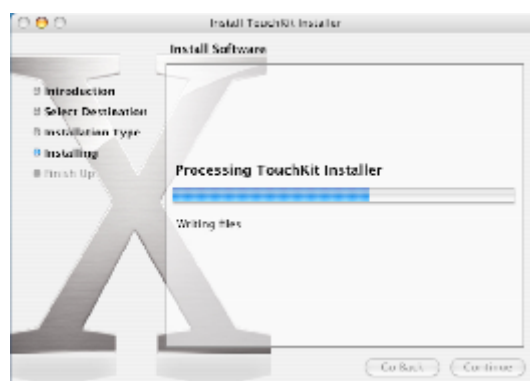 Install TouchKit Installer
Install Software
Introduction
Select Destination
Installation Type
Installing
Finish Up
Processing TouchKit Installer
Writing files
Go Back
Continue